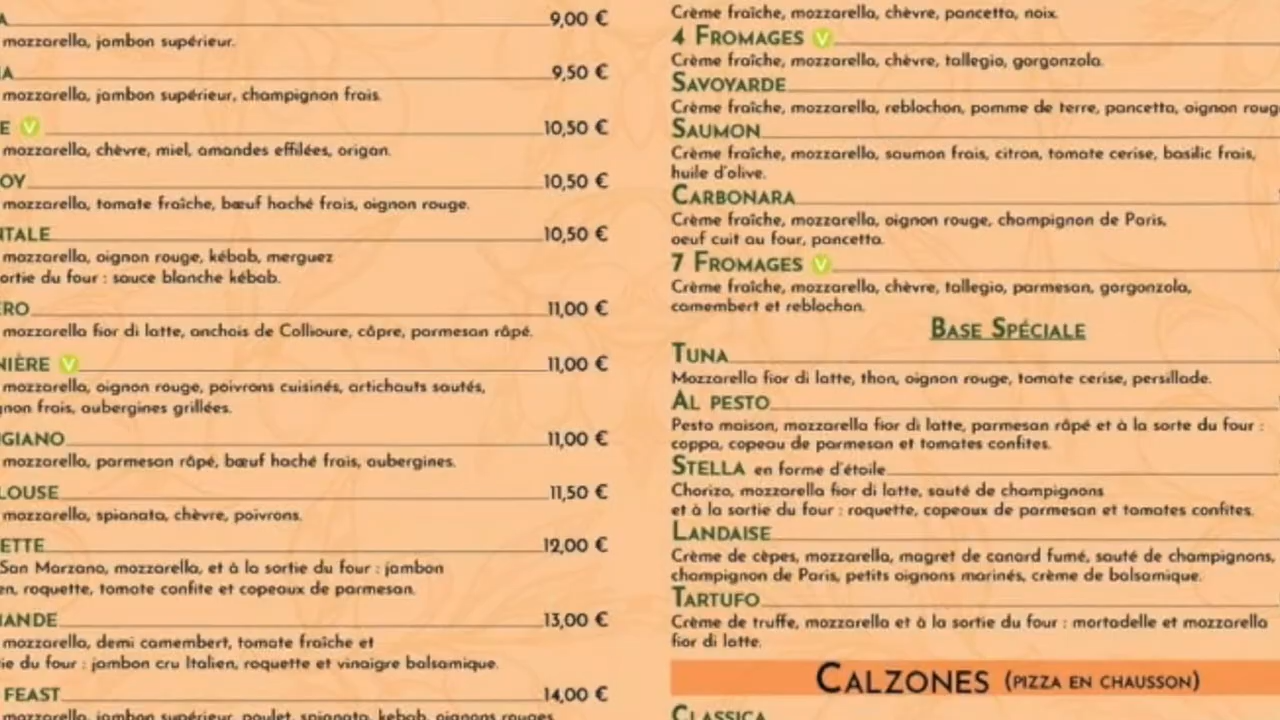 A 9,00 €
mozzarella, jambon supérieur.
IA 9,50 €
mozzarella, jambon supérieur, champignon frais.
E V 10,50 €
mozzarella, chèvre, miel, amandes effilées, origan.
OY 10,50 €
mozzarella, tomate fraîche, bœuf haché frais, oignon rouge.
NTALE 10,50 €
mozzarella, oignon rouge, kébab, merguez
ortie du four : sauce blanche kébab.
ERO 11,00 €
mozzarella fior di latte, anchois de Collioure, câpre, parmesan râpé.
NIÈRE V 11,00 €
mozzarella, oignon rouge, poivrons cuisinés, artichauts sautés,
gnon frais, aubergines grillées.
IGIANO 11,00 €
mozzarella, parmesan râpé, bœuf haché frais, aubergines.
LOUSE 11,50 €
mozzarella, spianata, chèvre, poivrons.
ETTE 12,00 €
San Marzano, mozzarella, et à la sortie du four : jambon
en, roquette, tomate confite et copeaux de parmesan.
MANDE 13,00 €
mozzarella, demi camembert, tomate fraîche et
ie du four : jambon cru Italien, roquette et vinaigre balsamique.
FEAST 14,00 €
mozzarella, jambon supérieur, poulet, spianata, kebab, oignons rouges,
Crème fraîche, mozzarella, chèvre, pancetta, noix.
4 FROMAGES V
Crème fraîche, mozzarella, chèvre, tallegio, gorgonzola.
SAVOYARDE
Crème fraîche, mozzarella, reblochon, pomme de terre, pancetta, oignon roug
SAUMON
Crème fraîche, mozzarella, saumon frais, citron, tomate cerise, basilic frais,
huile d'olive.
CARBONARA
Crème fraîche, mozzarella, oignon rouge, champignon de Paris,
oeuf cuit au four, pancetta.
7 FROMAGES V
Crème fraîche, mozzarella, chèvre, tallegio, parmesan, gorgonzola,
camembert et reblochon.
BASE SPÉCIALE
TUNA
Mozzarella fior di latte, thon, oignon rouge, tomate cerise, persillade.
AL PESTO
Pesto maison, mozzarella fior di latte, parmesan râpé et à la sorte du four :
coppa, copeau de parmesan et tomates confites.
STELLA en forme d'étoile
Chorizo, mozzarella fior di latte, sauté de champignons
et à la sortie du four : roquette, copeaux de parmesan et tomates confites.
LANDAISE
Crème de cèpes, mozzarella, magret de canard fumé, sauté de champignons,
champignon de Paris, petits oignons marinés, crème de balsamique.
TARTUFO
Crème de truffe, mozzarella et à la sortie du four : mortadelle et mozzarella
fior di latte.
CALZONES (PIZZA EN CHAUSSON)
CLASSICA